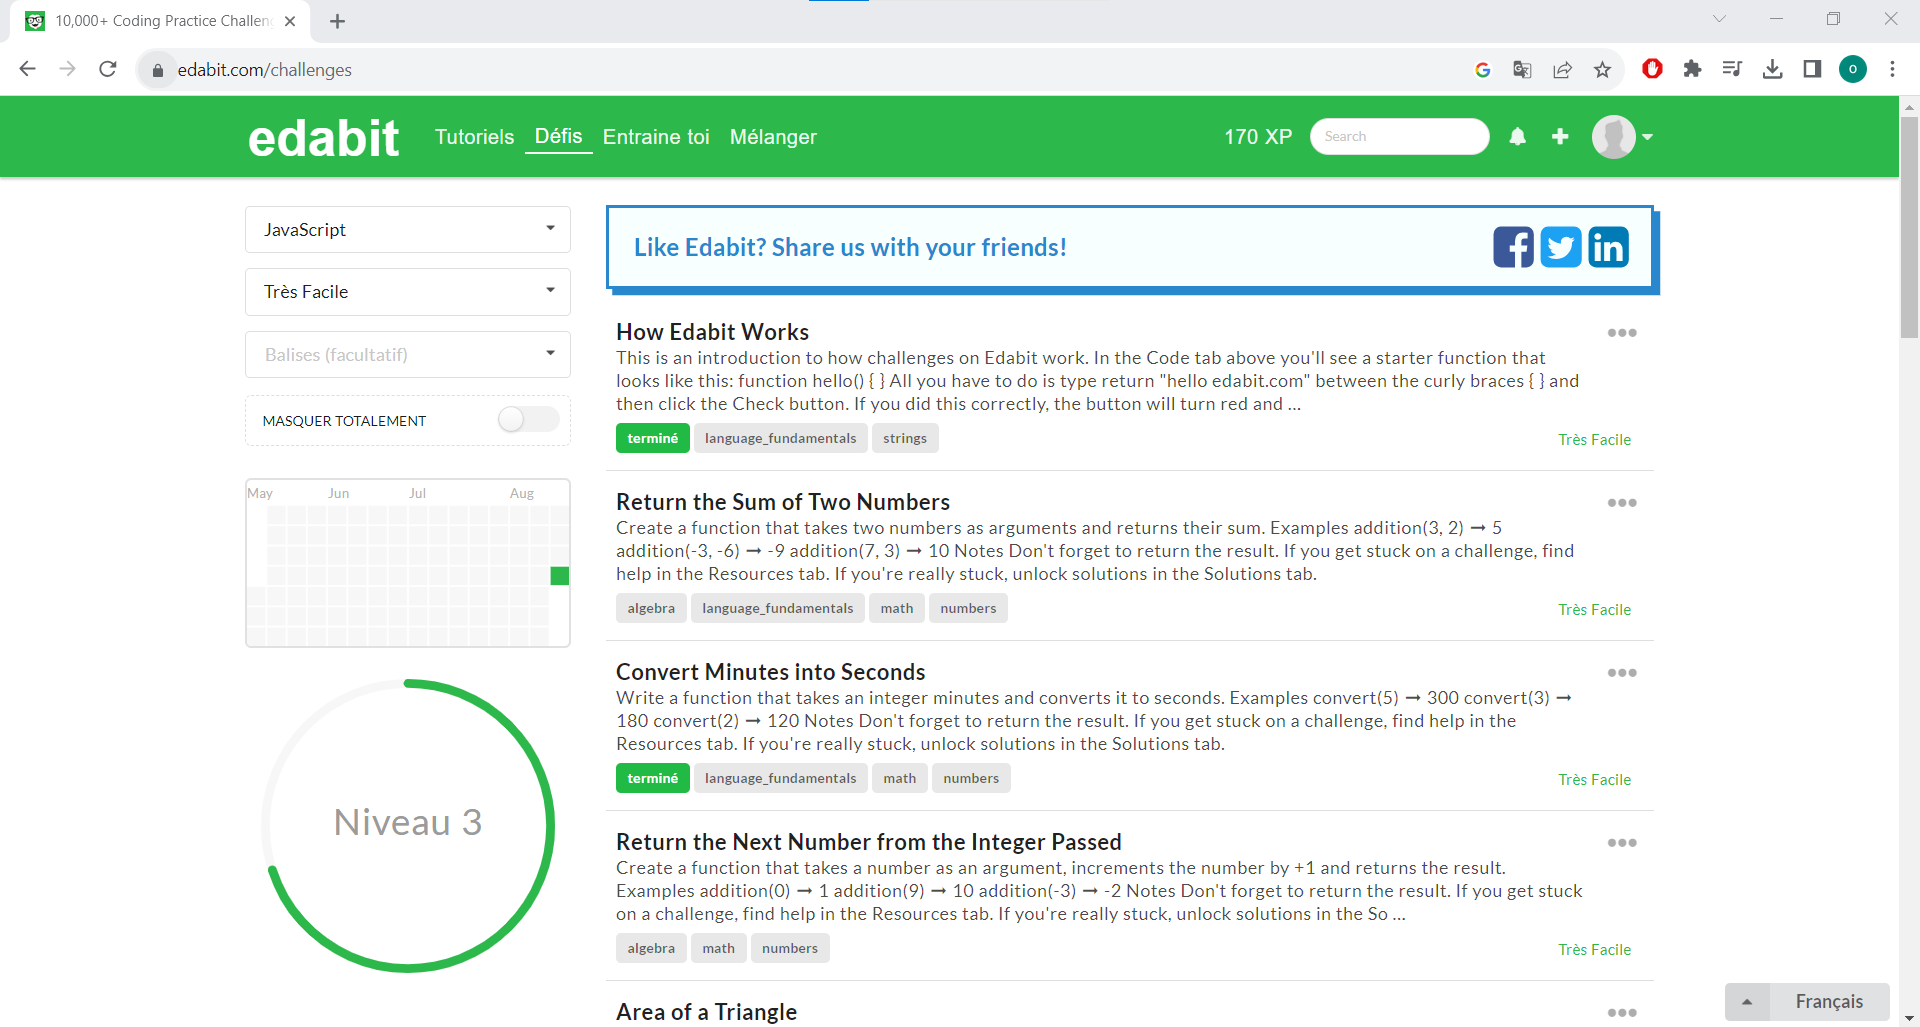 10,000+ Coding Practice Challen
edabit.com/challenges
edabit Tutoriels Défis Entraine toi Mélanger 170 XP Search
JavaScript
Très Facile
Balises (facultatif)
MASQUER TOTALEMENT
May Jun Jul Aug
Niveau 3
Like Edabit? Share us with your friends!
How Edabit Works
This is an introduction to how challenges on Edabit work. In the Code tab above you'll see a starter function that
looks like this: function hello() { } All you have to do is type return "hello edabit.com" between the curly braces { } and
then click the Check button. If you did this correctly, the button will turn red and ...
terminé language_fundamentals strings
Très Facile
Return the Sum of Two Numbers
Create a function that takes two numbers as arguments and returns their sum. Examples addition(3, 2) ➞ 5
addition(-3, -6) ➞ -9 addition(7, 3) ➞ 10 Notes Don't forget to return the result. If you get stuck on a challenge, find
help in the Resources tab. If you're really stuck, unlock solutions in the Solutions tab.
algebra language_fundamentals math numbers
Très Facile
Convert Minutes into Seconds
Write a function that takes an integer minutes and converts it to seconds. Examples convert(5) ➞ 300 convert(3) ➞
180 convert(2) ➞ 120 Notes Don't forget to return the result. If you get stuck on a challenge, find help in the
Resources tab. If you're really stuck, unlock solutions in the Solutions tab.
terminé language_fundamentals math numbers
Très Facile
Return the Next Number from the Integer Passed
Create a function that takes a number as an argument, increments the number by +1 and returns the result.
Examples addition(0) ➞ 1 addition(9) ➞ 10 addition(-3) ➞ -2 Notes Don't forget to return the result. If you get stuck
on a challenge, find help in the Resources tab. If you're really stuck, unlock solutions in the So ...
algebra math numbers
Très Facile
Area of a Triangle
Français